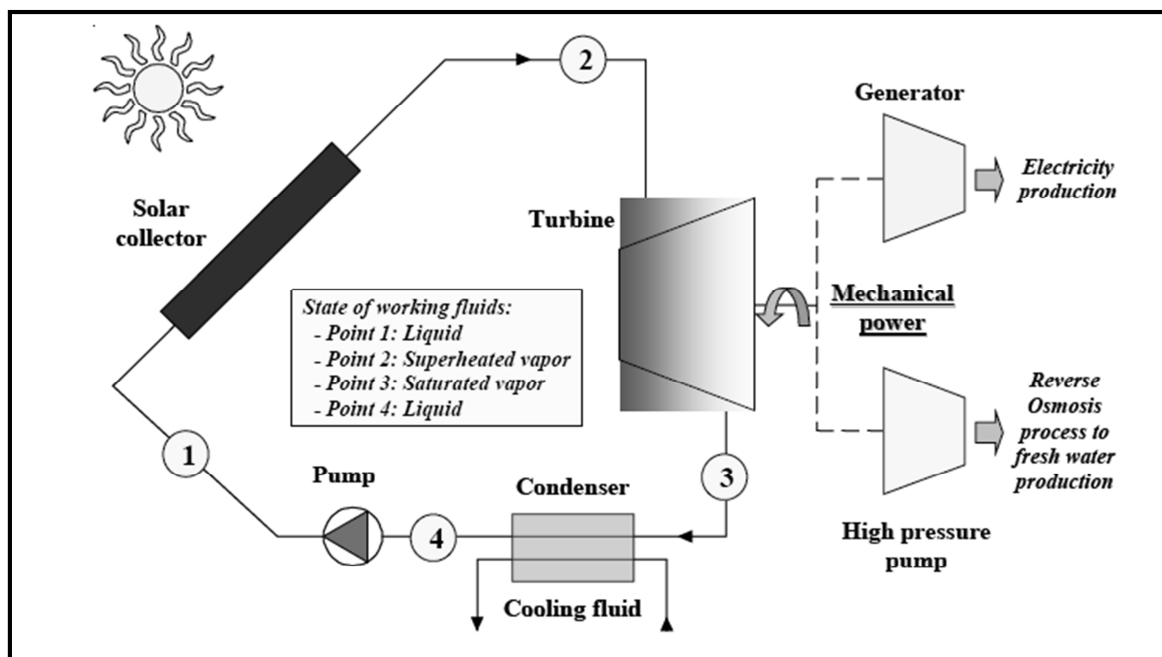 2
Generator
Electricity
production
Solar
collector
Turbine
Mechanical
power
State of working fluids:
- Point 1: Liquid
- Point 2: Superheated vapor
- Point 3: Saturated vapor
- Point 4: Liquid
Reverse
Osmosis
process to
fresh water
production
1
Pump
Condenser
3
4
High pressure
pump
Cooling fluid